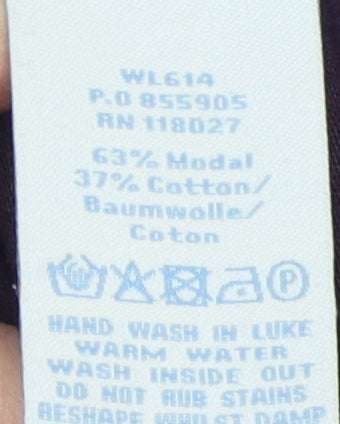 WL614
P.O 855905
RN 118027
63% Modal
37% Cotton/
Baumwolle/
Coton
P
HAND WASH IN LUKE
WARM WATER
WASH INSIDE OUT
DO NOT RUB STAINS
RESHAPE WHILST DAMP